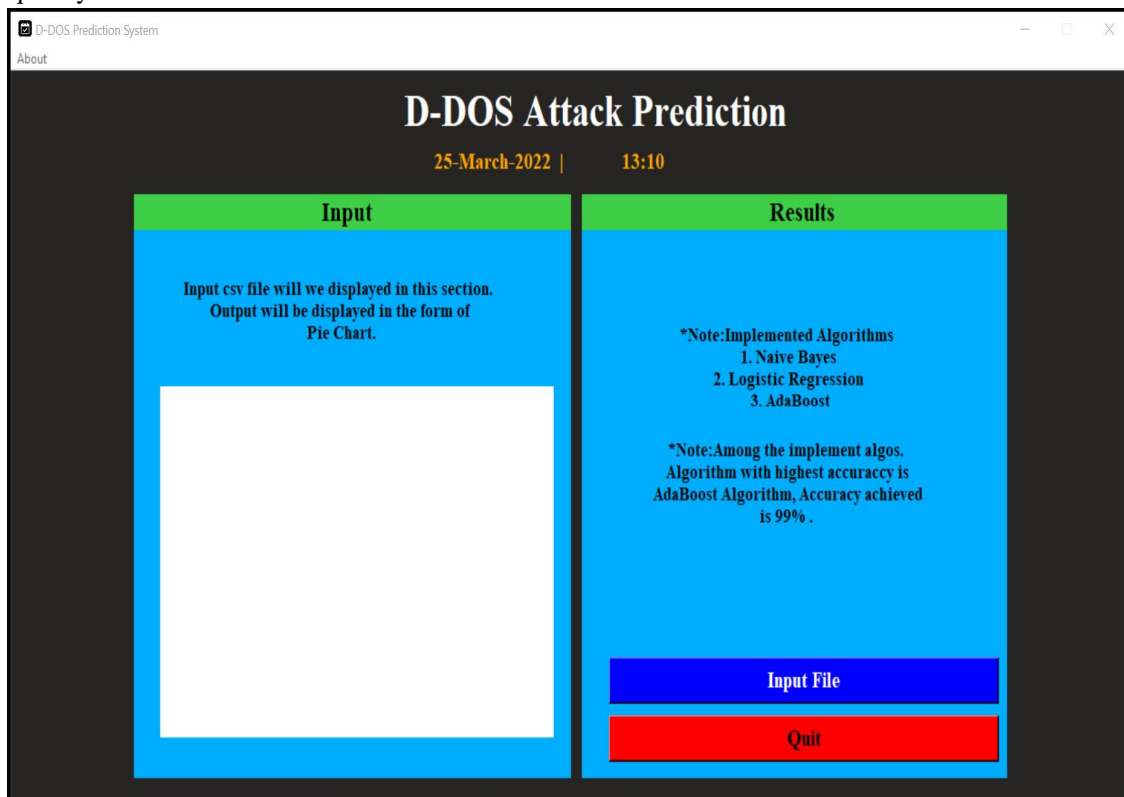 D-DOS Prediction System
About
D-DOS Attack Prediction
25-March-2022 | 13:10
Input
Input csv file will we displayed in this section.
Output will be displayed in the form of
Pie Chart.
Results
*Note:Implemented Algorithms
1. Naive Bayes
2. Logistic Regression
3. AdaBoost
*Note:Among the implement algos.
Algorithm with highest accuraccy is
AdaBoost Algorithm, Accuracy achieved
is 99% .
Input File
Quit